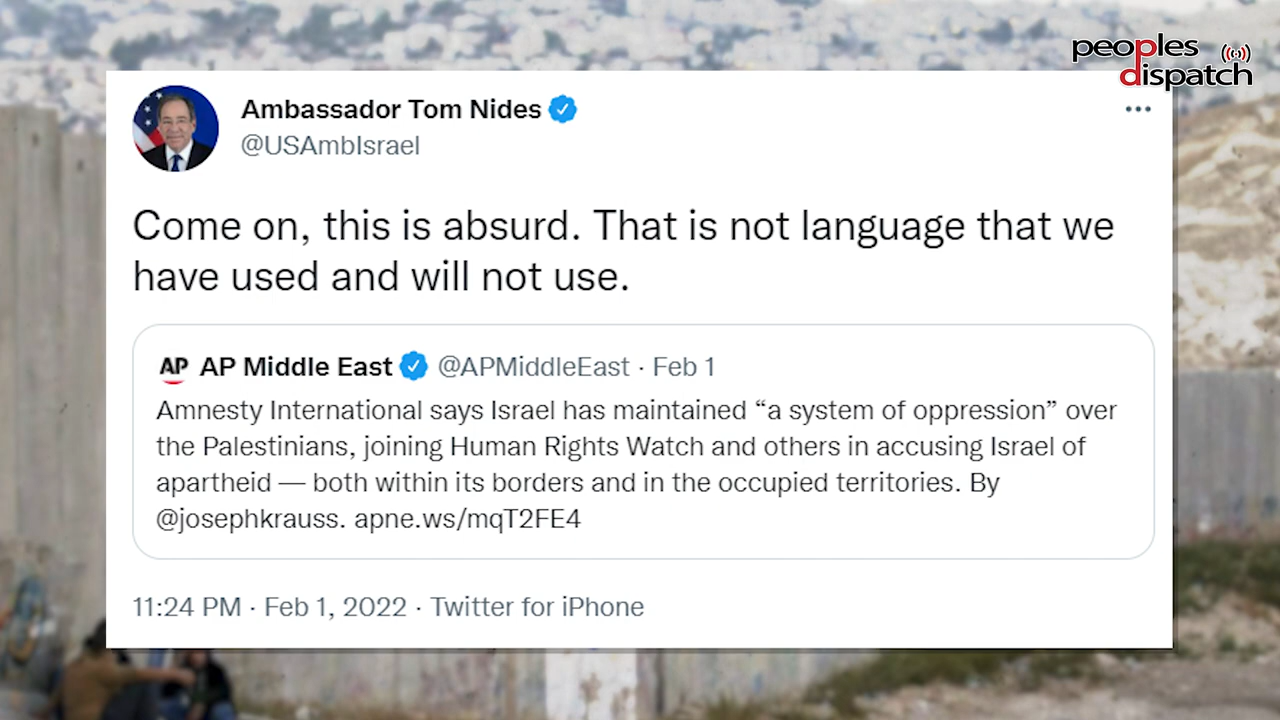 peoples
dispatch
Ambassador Tom Nides
@USAmbIsrael
Come on, this is absurd. That is not language that we
have used and will not use.
AP AP Middle East @APMiddleEast · Feb 1
Amnesty International says Israel has maintained “a system of oppression” over
the Palestinians, joining Human Rights Watch and others in accusing Israel of
apartheid — both within its borders and in the occupied territories. By
@josephkrauss. apne.ws/mqT2FE4
11:24 PM · Feb 1, 2022 · Twitter for iPhone